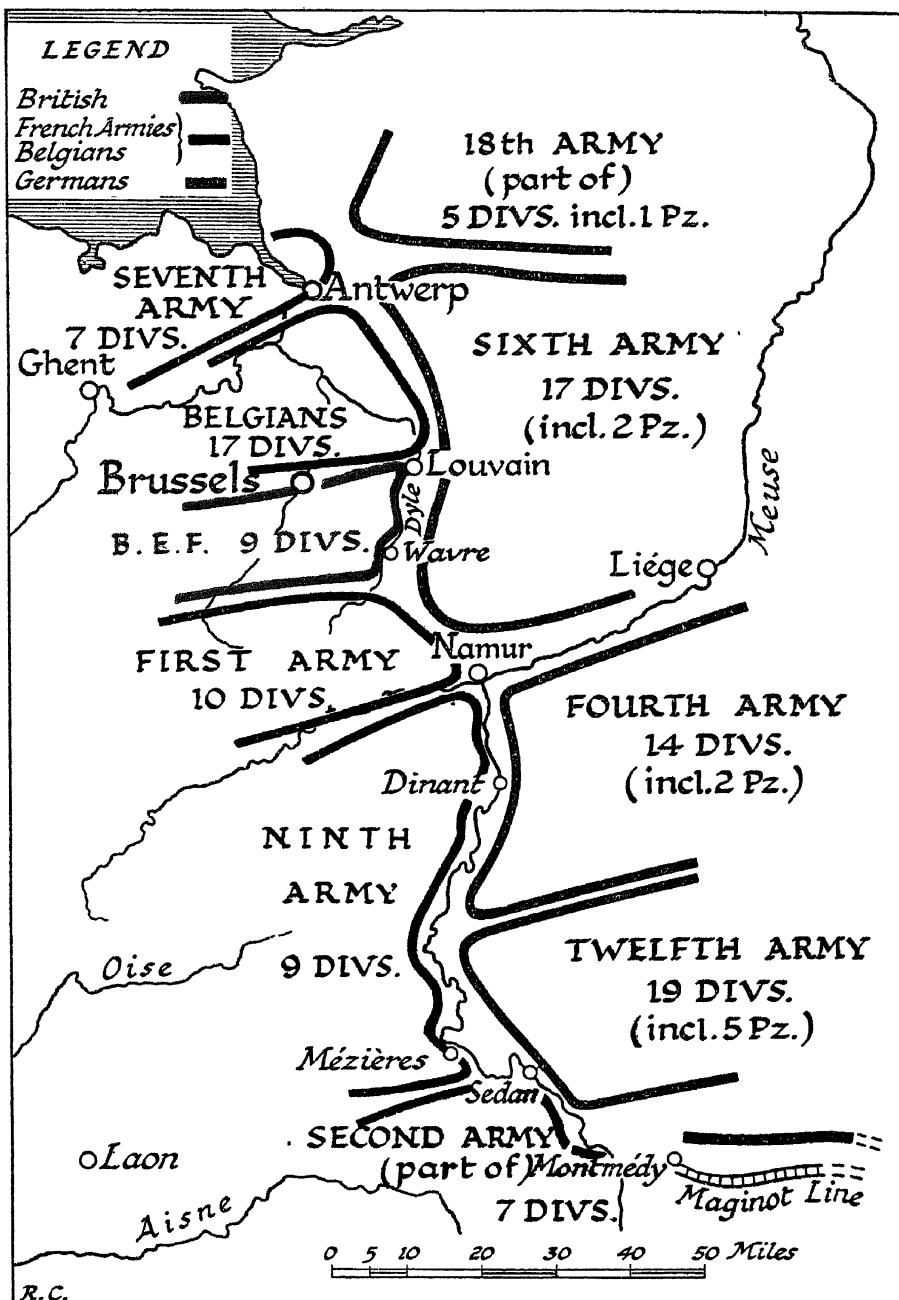 LEGEND
British
French Armies
Belgians
Germans
18th ARMY
(part of)
5 DIVS. incl. 1 Pz.
SEVENTH
ARMY
7 DIVS.
Antwerp
Ghent
SIXTH ARMY
17 DIVS.
(incl. 2 Pz.)
BELGIANS
17 DIVS.
Brussels
Louvain
Dyle
Meuse
B.E.F. 9 DIVS.
Wavre
Liége
Namur
FIRST ARMY
10 DIVS.
FOURTH ARMY
14 DIVS.
(incl. 2 Pz.)
Dinant
NINTH
ARMY
9 DIVS.
TWELFTH ARMY
19 DIVS.
(incl. 5 Pz.)
Oise
Mézières
Sedan
SECOND ARMY
(part of)
7 DIVS.
Montmédy
Maginot Line
Laon
Aisne
0 5 10 20 30 40 50 Miles
R.C.